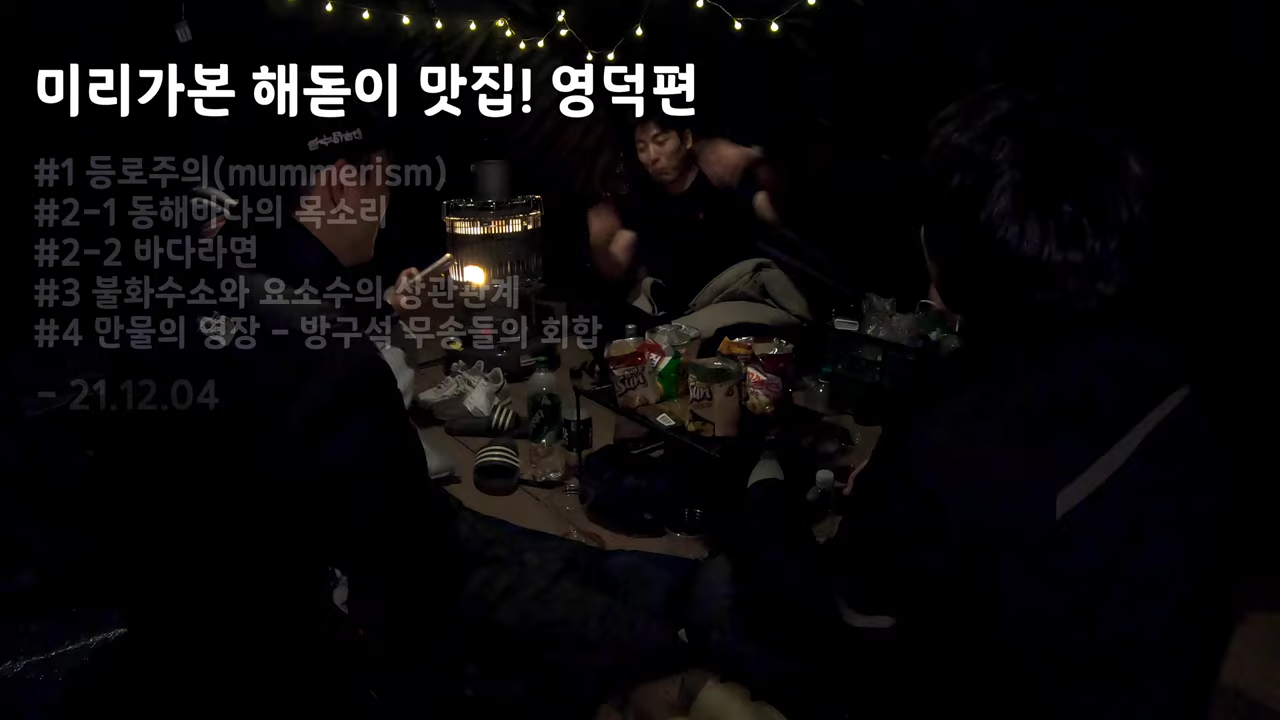 미리가본 해돋이 맛집! 영덕편
#1 등로주의(mummerism)
#2-1 동해바다의 목소리
#2-2 바다라면
#3 불화수소와 요소수의 상관관계
#4 만물의 영장 - 방구석 무송들의 회합
- 21.12.04
Sun
Sun